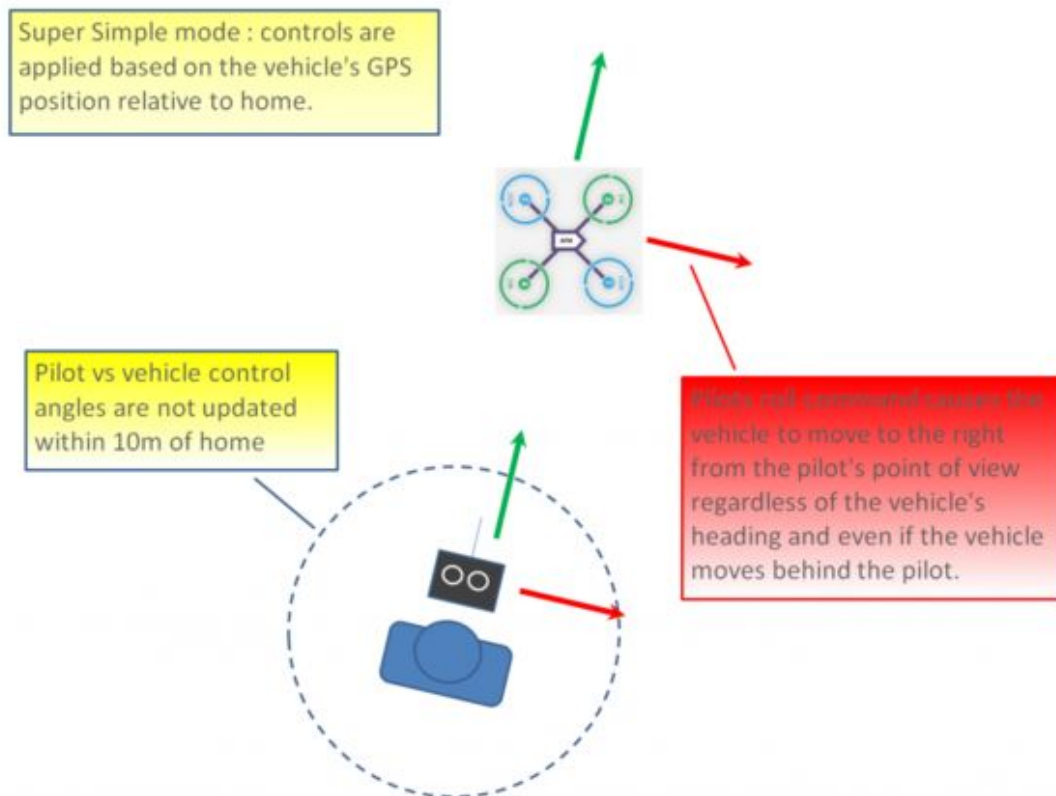 Super Simple mode : controls are
applied based on the vehicle's GPS
position relative to home.
Pilot vs vehicle control
angles are not updated
within 10m of home
Pilots roll command causes the
vehicle to move to the right
from the pilot's point of view
regardless of the vehicle's
heading and even if the vehicle
moves behind the pilot.